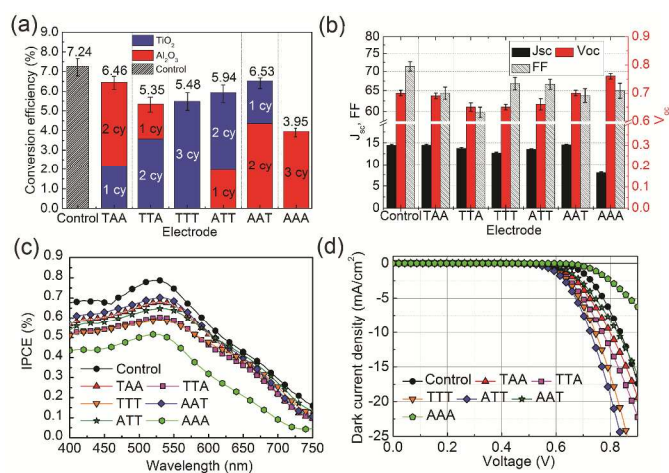 (a)
Conversion efficiency (%)
9.0
8.0
7.0
6.0
5.0
4.0
3.0
2.0
1.0
0.0
TiO2
Al2O3
Control
7.24
6.46
5.35
5.48
5.94
6.53
3.95
2 cy
1 cy
1 cy
2 cy
3 cy
2 cy
1 cy
1 cy
2 cy
3 cy
Control TAA TTA TTT ATT AAT AAA
Electrode
(b)
Jsc, FF
80
75
70
65
60
15
10
5
0
Jsc Voc
FF
Voc
0.9
0.8
0.7
0.6
0.3
0.2
0.1
0.0
Control TAA TTA TTT ATT AAT AAA
Electrode
(c)
IPCE (%)
0.9
0.8
0.7
0.6
0.5
0.4
0.3
0.2
0.1
0.0
Control
TAA TTA
TTT AAT
ATT AAA
400 450 500 550 600 650 700 750
Wavelength (nm)
(d)
Dark current density (mA/cm2)
0
-5
-10
-15
-20
-25
Control TAA TTA
TTT ATT AAT
AAA
0.0 0.2 0.4 0.6 0.8
Voltage (V)